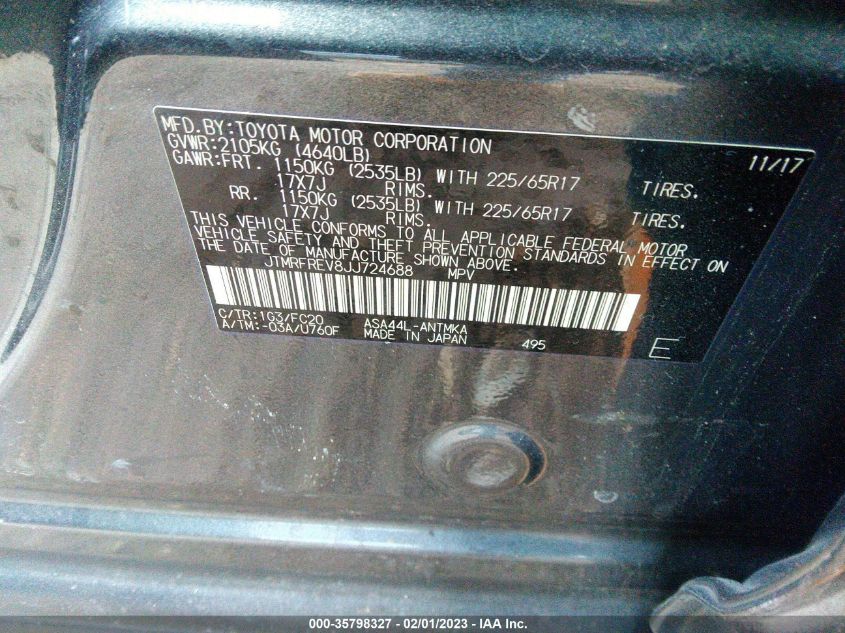 MFD.BY:TOYOTA MOTOR CORPORATION 11/17
GVWR:2105KG (4640LB)
GAWR:FRT. 1150KG (2535LB) WITH 225/65R17 TIRES.
17X7J RIMS.
RR. 1150KG (2535LB) WITH 225/65R17 TIRES.
17X7J RIMS.
THIS VEHICLE CONFORMS TO ALL APPLICABLE FEDERAL MOTOR
VEHICLE SAFETY AND THEFT PREVENTION STANDARDS IN EFFECT ON
THE DATE OF MANUFACTURE SHOWN ABOVE.
JTMRFREV8JJ724688 MPV
C/TR:1G3/FC20 ASA44L-ANTMKA
A/TM:-03A/U760F MADE IN JAPAN 495 E
000-35798327 - 02/01/2023 - IAA Inc.